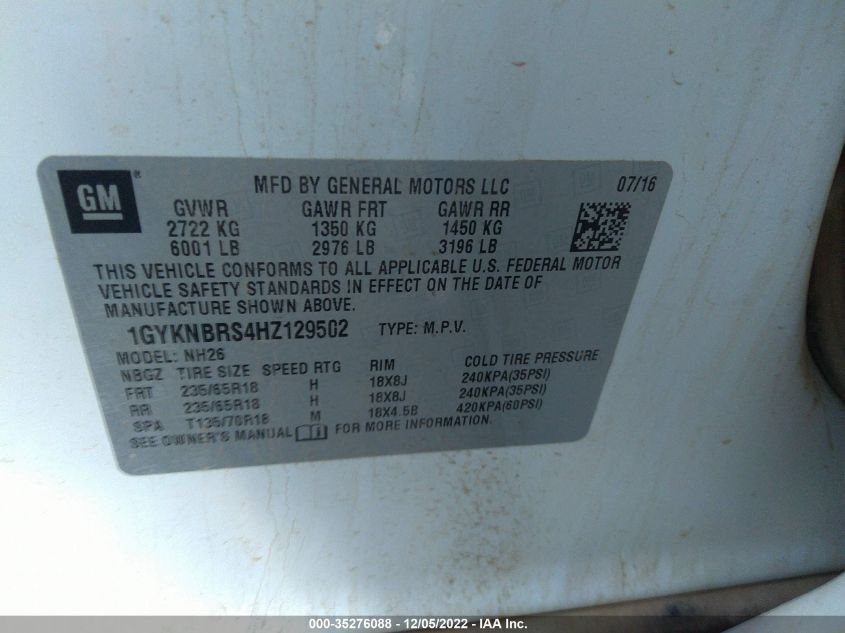 GM ®
MFD BY GENERAL MOTORS LLC 07/16
GVWR GAWR FRT GAWR RR
2722 KG 1350 KG 1450 KG
6001 LB 2976 LB 3196 LB
THIS VEHICLE CONFORMS TO ALL APPLICABLE U.S. FEDERAL MOTOR
VEHICLE SAFETY STANDARDS IN EFFECT ON THE DATE OF
MANUFACTURE SHOWN ABOVE.
1GYKNBRS4HZ129502 TYPE: M.P.V.
MODEL: NH26
NBGZ TIRE SIZE SPEED RTG RIM COLD TIRE PRESSURE
FRT 235/65R18 H 18X8J 240KPA(35PSI)
RR 235/65R18 H 18X8J 240KPA(35PSI)
SPA T135/70R18 M 18X4.5B 420KPA(60PSI)
SEE OWNER'S MANUAL FOR MORE INFORMATION.
000-35276088 - 12/05/2022 - IAA Inc.